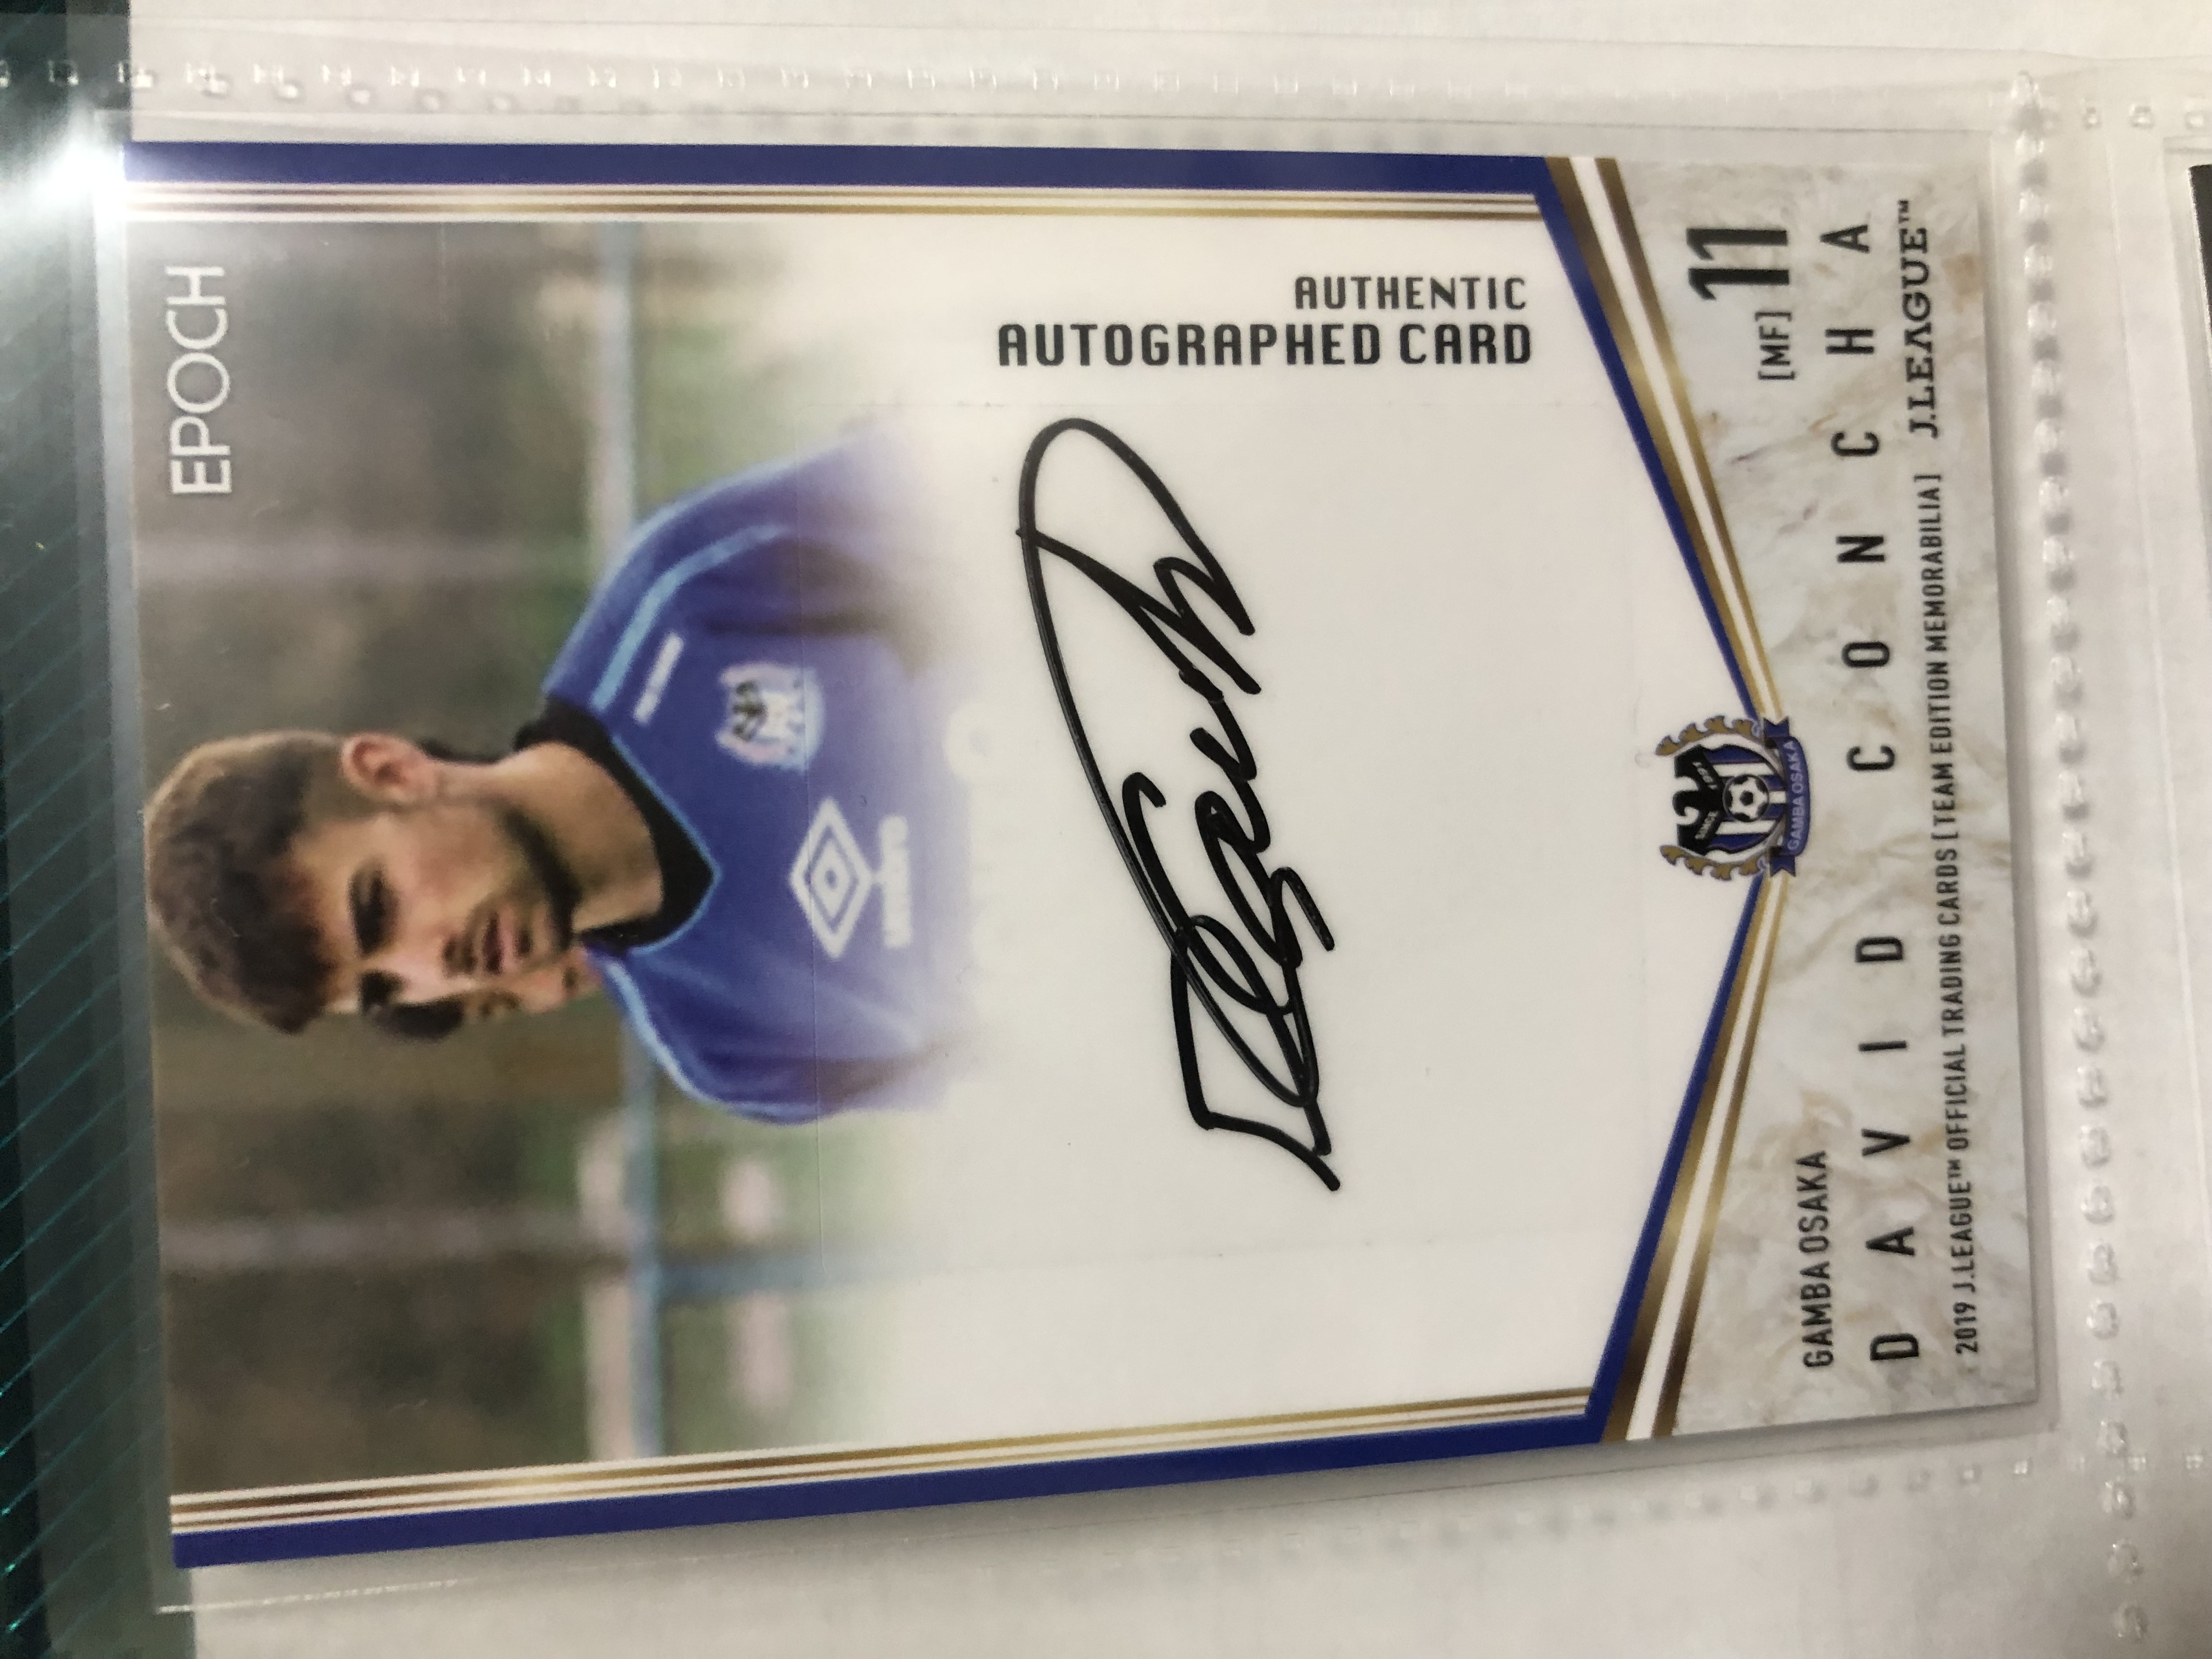 EPOCH
umbro
AUTHENTIC
AUTOGRAPHED CARD
GAMBA OSAKA
GAMBA OSAKA
[MF] 11
DAVID CONCHA
2019 J.LEAGUE™ OFFICIAL TRADING CARDS [TEAM EDITION MEMORABILIA] J.LEAGUE™